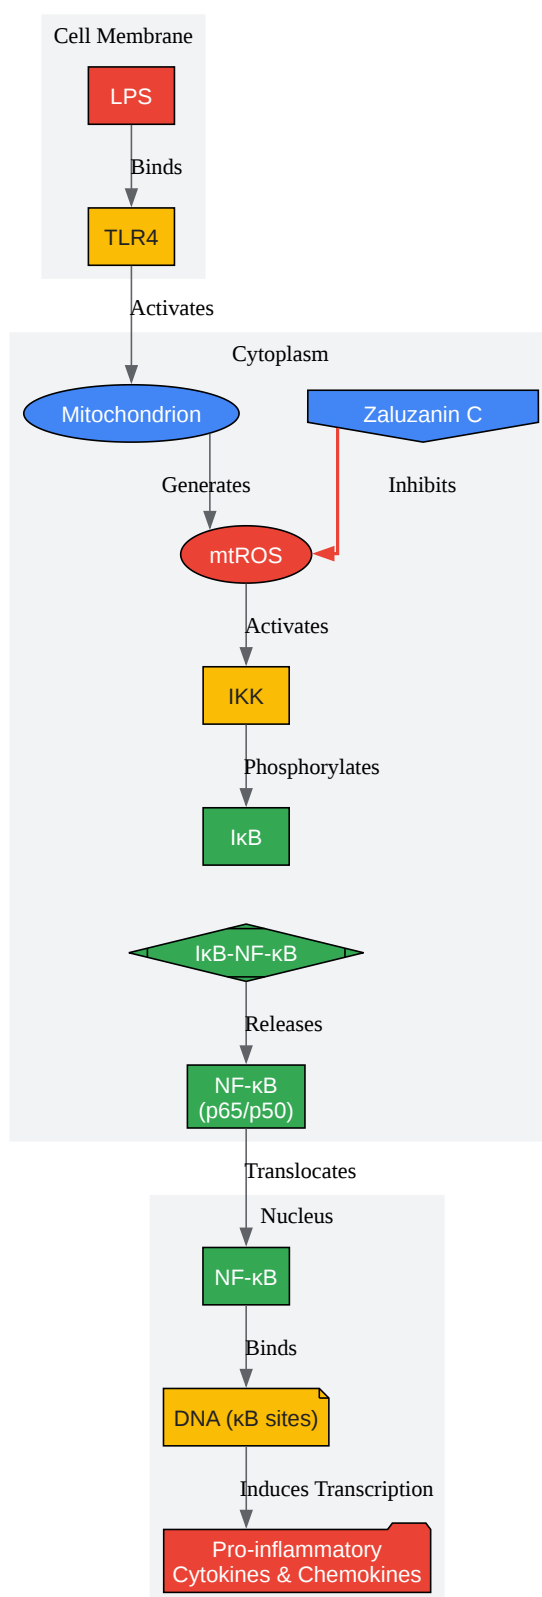 Cell Membrane
LPS
Binds
TLR4
Activates
Cytoplasm
Mitochondrion
Zaluzanin C
Generates
Inhibits
mtROS
Activates
IKK
Phosphorylates
IκB
IκB-NF-κB
Releases
NF-κB
(p65/p50)
Translocates
Nucleus
NF-κB
Binds
DNA (κB sites)
Induces Transcription
Pro-inflammatory
Cytokines & Chemokines